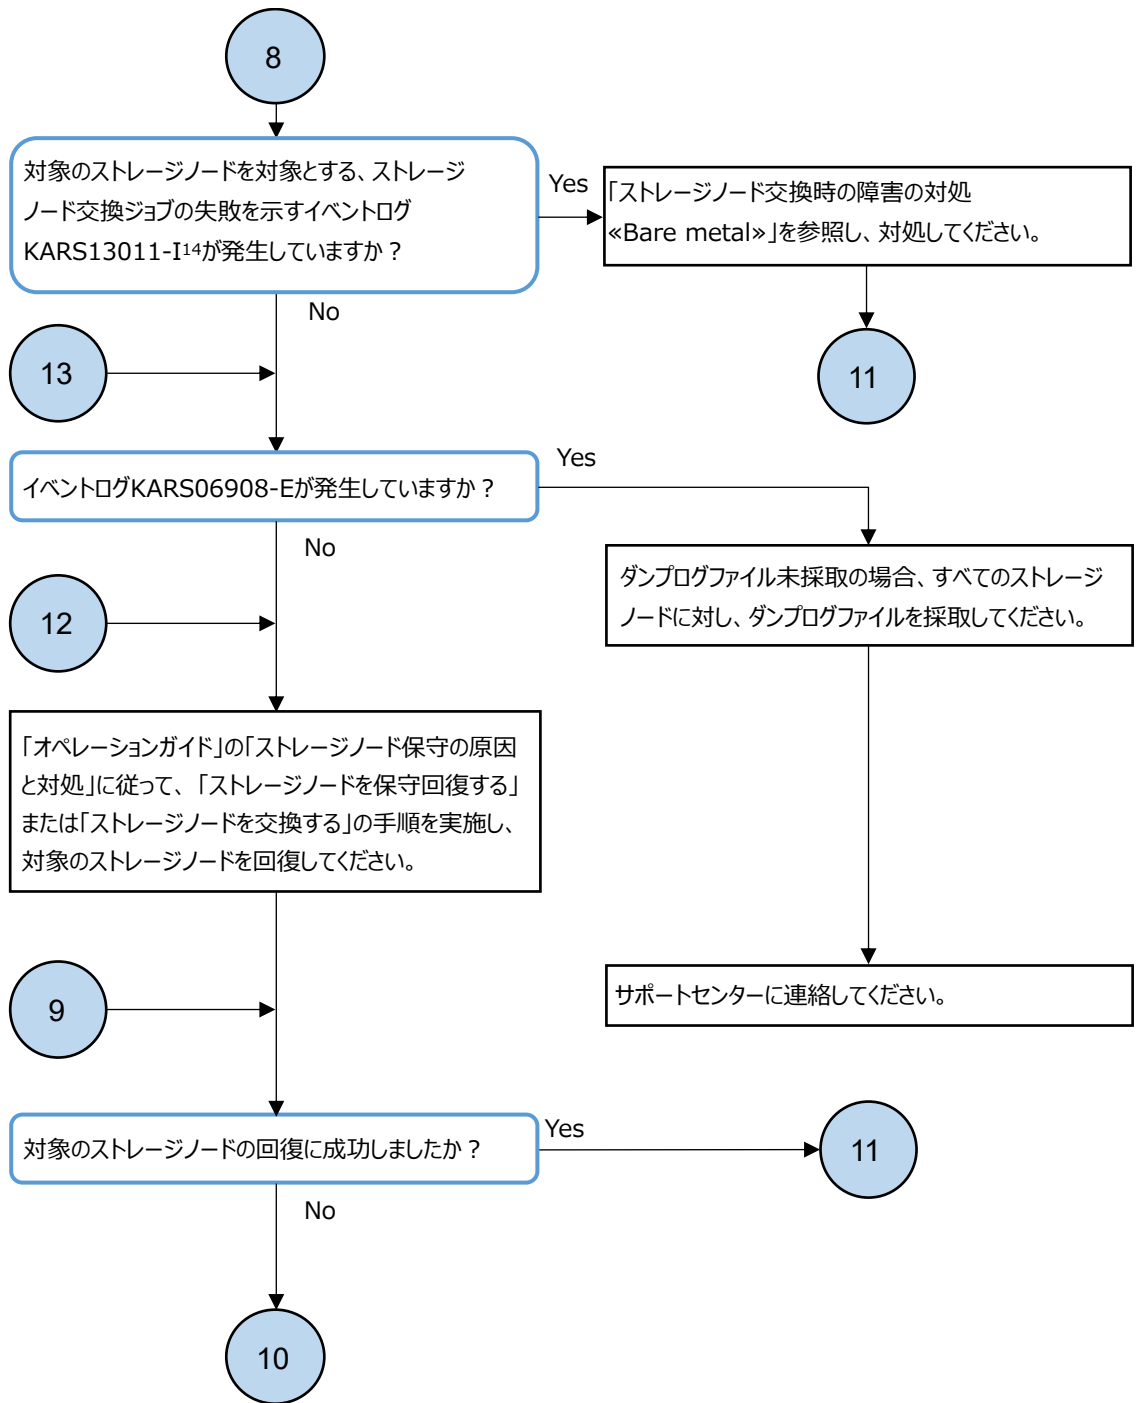 8
対象のストレージノードを対象とする、ストレージ
ノード交換ジョブの失敗を示すイベントログ
KARS13011-I14が発生していますか？
Yes
「ストレージノード交換時の障害の対処
«Bare metal»」を参照し、対処してください。
No
13
11
イベントログKARS06908-Eが発生していますか？
Yes
No
ダンプログファイル未採取の場合、すべてのストレージ
ノードに対し、ダンプログファイルを採取してください。
12
「オペレーションガイド」の「ストレージノード保守の原因
と対処」に従って、「ストレージノードを保守回復する」
または「ストレージノードを交換する」の手順を実施し、
対象のストレージノードを回復してください。
9
サポートセンターに連絡してください。
対象のストレージノードの回復に成功しましたか？
Yes
11
No
10